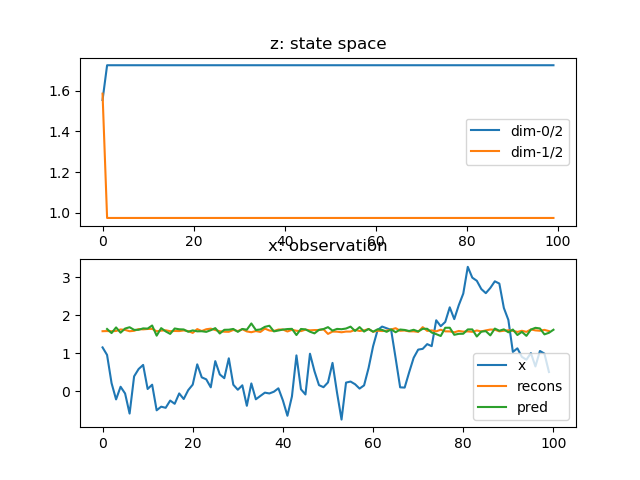 z: state space
1.6
1.4
1.2
1.0
dim-0/2
dim-1/2
0 20 40 60 80 100
x: observation
3
2
1
0
x
recons
pred
0 20 40 60 80 100